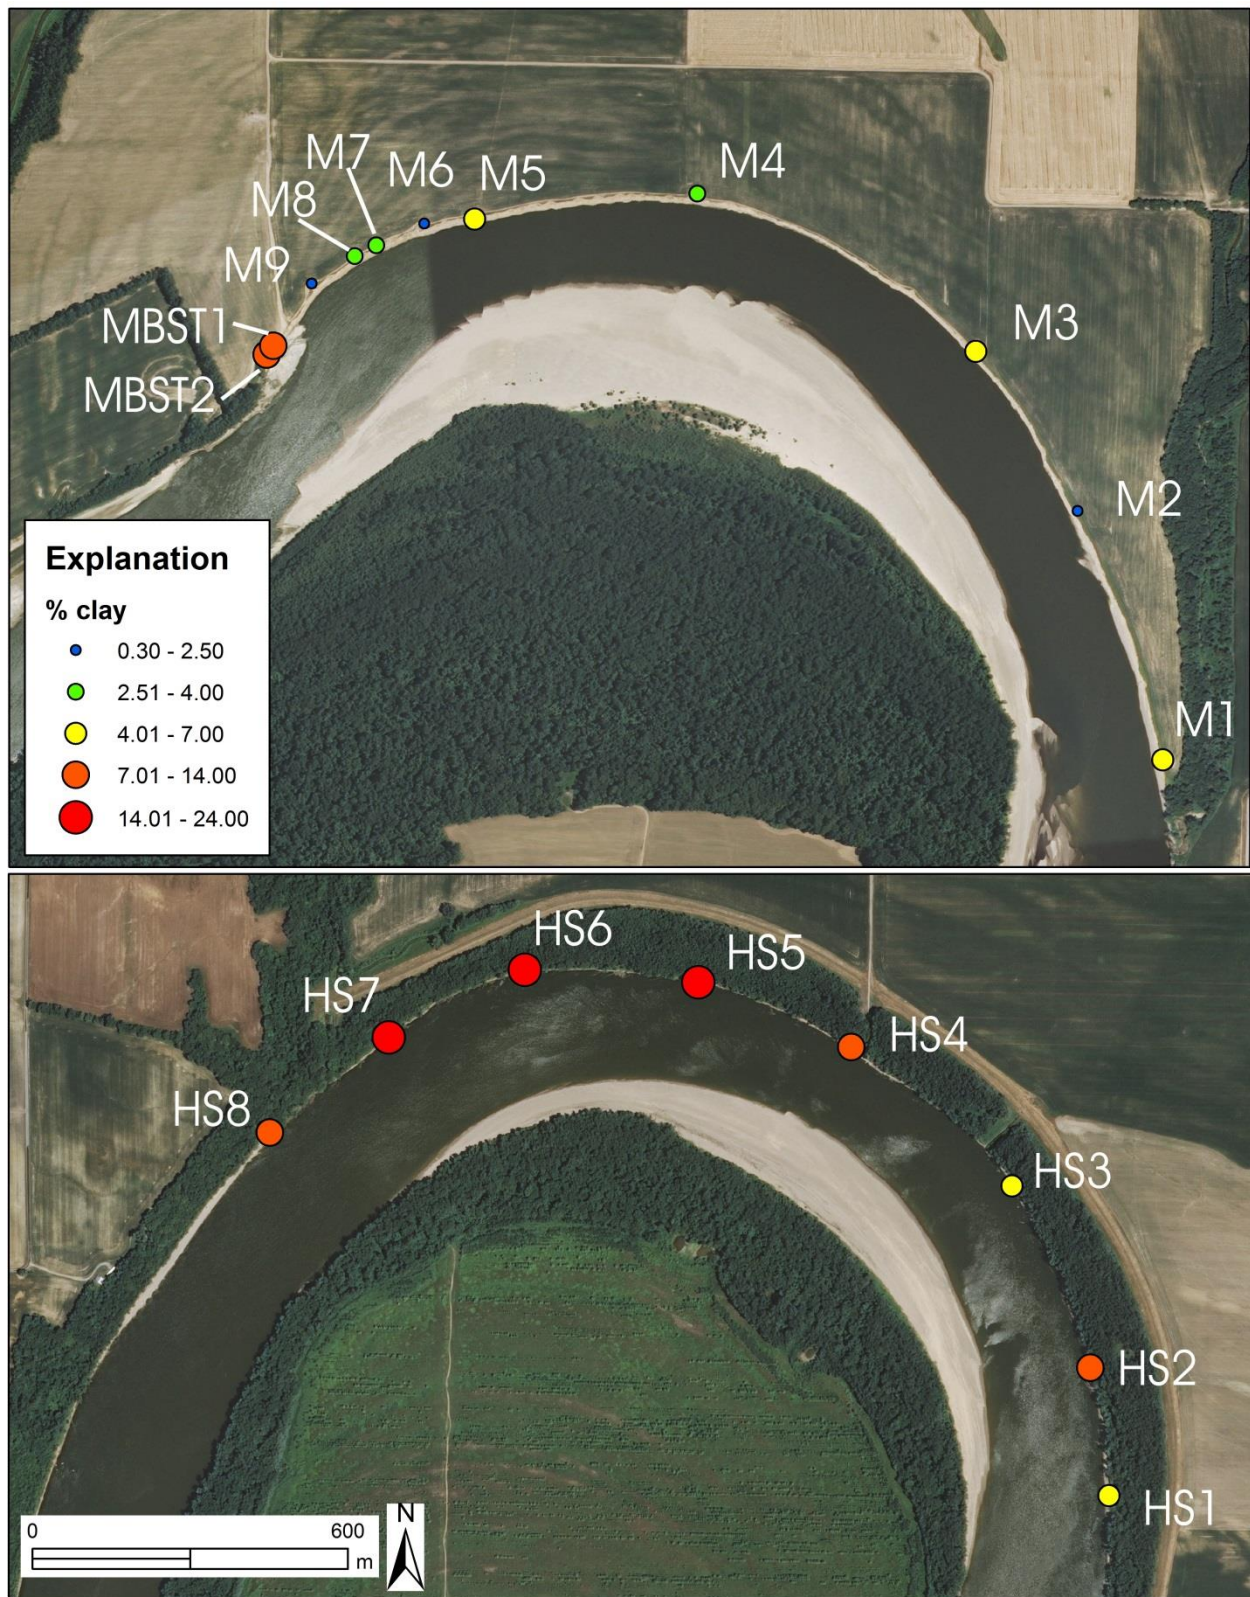 M7
M6
M5
M4
M8
M9
MBST1
M3
MBST2
M2
Explanation
% clay
0.30 - 2.50
2.51 - 4.00
4.01 - 7.00
7.01 - 14.00
14.01 - 24.00
M1
HS6
HS5
HS7
HS4
HS8
HS3
HS2
HS1
N
0 600
m